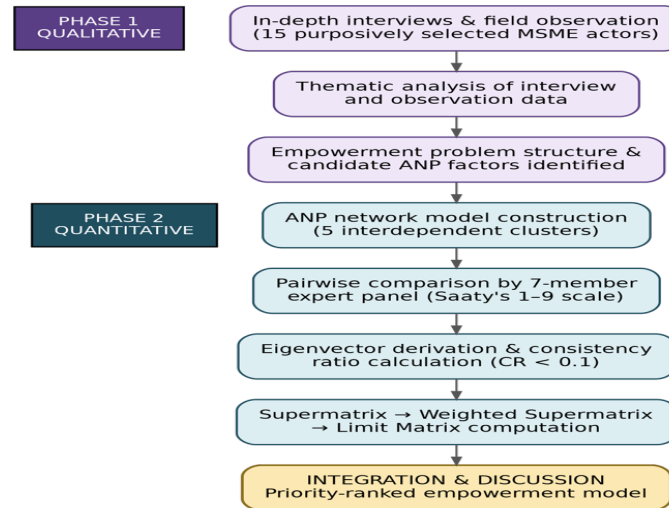 PHASE 1
QUALITATIVE
In-depth interviews & field observation
(15 purposively selected MSME actors)
Thematic analysis of interview
and observation data
Empowerment problem structure &
candidate ANP factors identified
PHASE 2
QUANTITATIVE
ANP network model construction
(5 interdependent clusters)
Pairwise comparison by 7-member
expert panel (Saaty's 1–9 scale)
Eigenvector derivation & consistency
ratio calculation (CR < 0.1)
Supermatrix → Weighted Supermatrix
→ Limit Matrix computation
INTEGRATION & DISCUSSION
Priority-ranked empowerment model